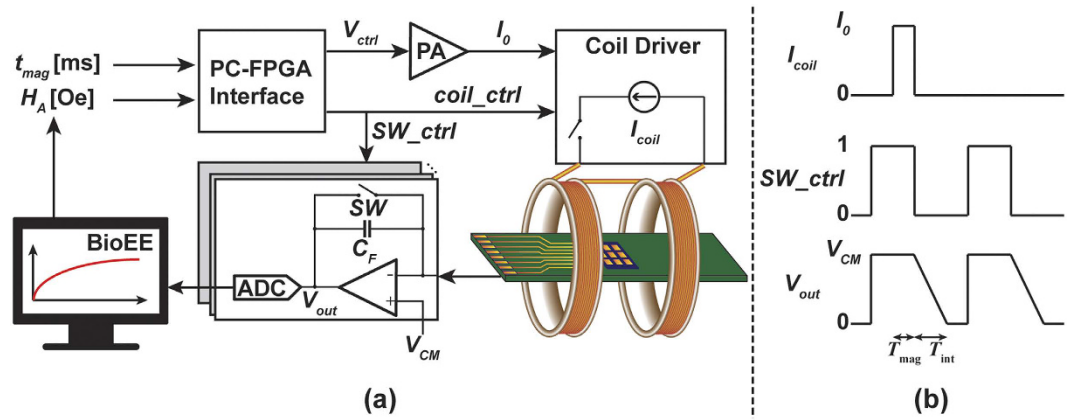 t_mag [ms]
H_A [Oe]
PC-FPGA
Interface
V_ctrl
PA
I_0
coil_ctrl
SW_ctrl
Coil Driver
I_coil
BioEE
ADC
SW
C_F
-
+
V_out
V_CM
(a)
I_0
I_coil
0
1
SW_ctrl
0
V_CM
V_out
0
T_mag
T_int
(b)